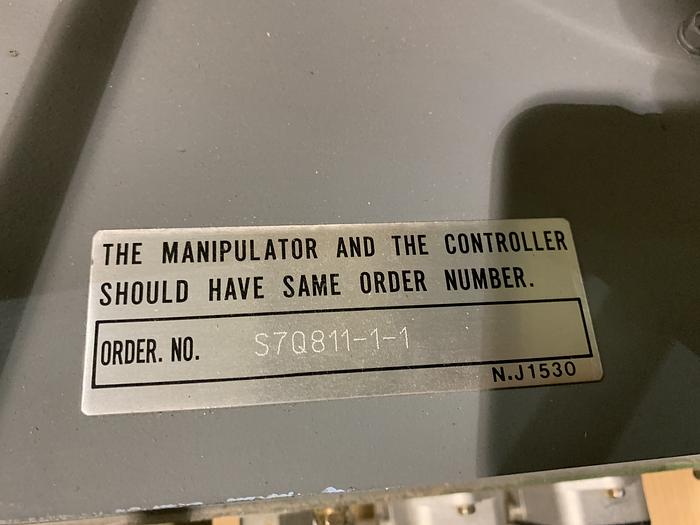 THE MANIPULATOR AND THE CONTROLLER
SHOULD HAVE SAME ORDER NUMBER.
ORDER. NO. S7Q811-1-1
N.J1530